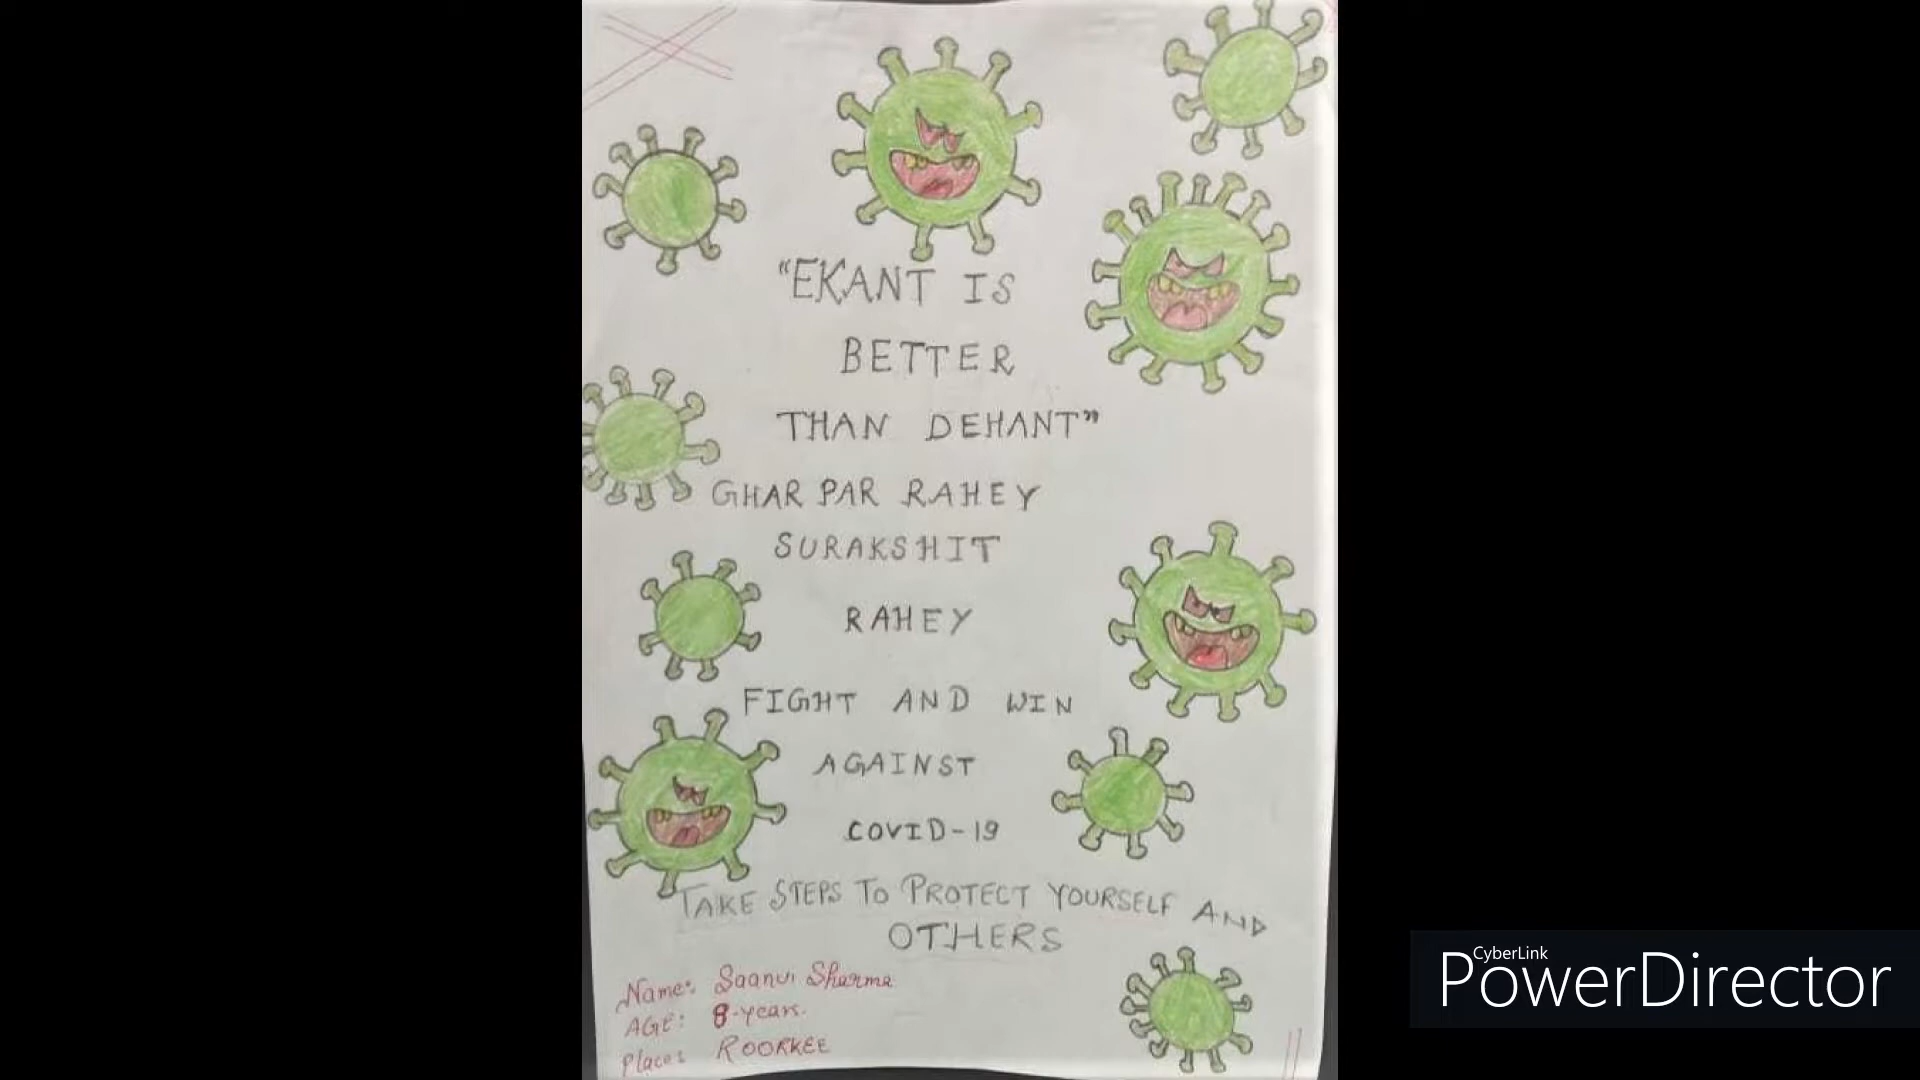 "EKANT IS
BETTER
THAN DEHANT"
GHAR PAR RAHEY
SURAKSHIT
RAHEY
FIGHT AND WIN
AGAINST
COVID-19
TAKE STEPS TO PROTECT YOURSELF AND
OTHERS
Name: Saanvi Sharma
AGE: 8-years.
Place: ROORKEE
CyberLink
PowerDirector